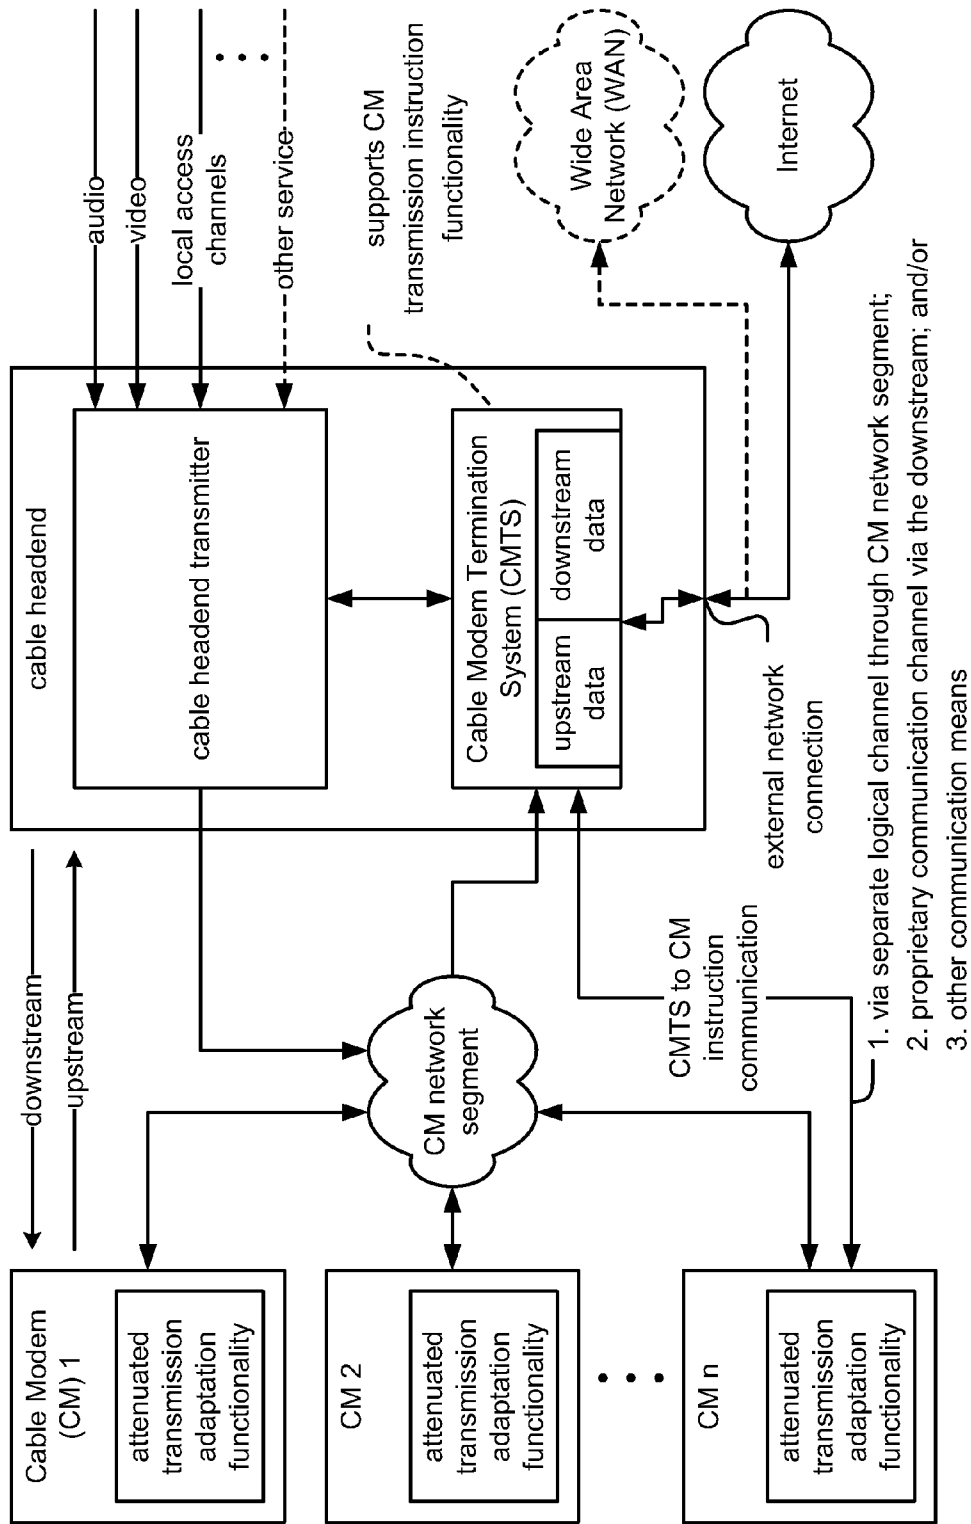 downstream
upstream
Cable Modem
(CM) 1
attenuated
transmission
adaptation
functionality
CM 2
attenuated
transmission
adaptation
functionality
CM n
attenuated
transmission
adaptation
functionality
CM network
segment
CMTS to CM
instruction
communication
cable headend
cable headend transmitter
Cable Modem Termination
System (CMTS)
upstream
data
downstream
data
audio
video
local access
channels
other service
supports CM
transmission instruction
functionality
Wide Area
Network (WAN)
Internet
external network
connection
1. via separate logical channel through CM network segment;
2. proprietary communication channel via the downstream; and/or
3. other communication means